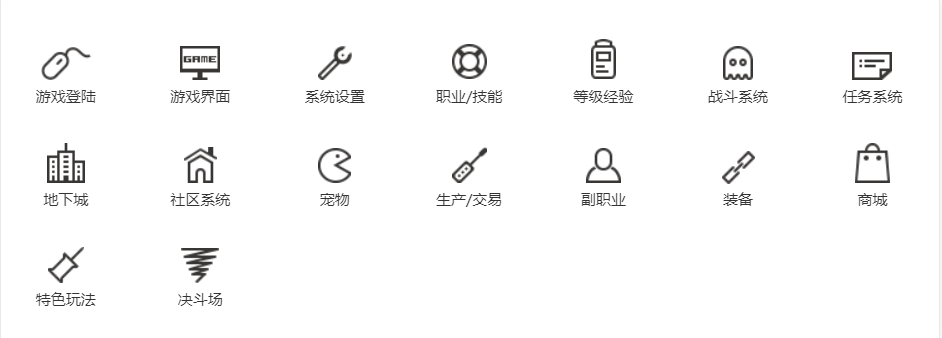 GAME
游戏登陆
游戏界面
系统设置
职业/技能
等级经验
战斗系统
任务系统
地下城
社区系统
宠物
生产/交易
副职业
装备
商城
特色玩法
决斗场